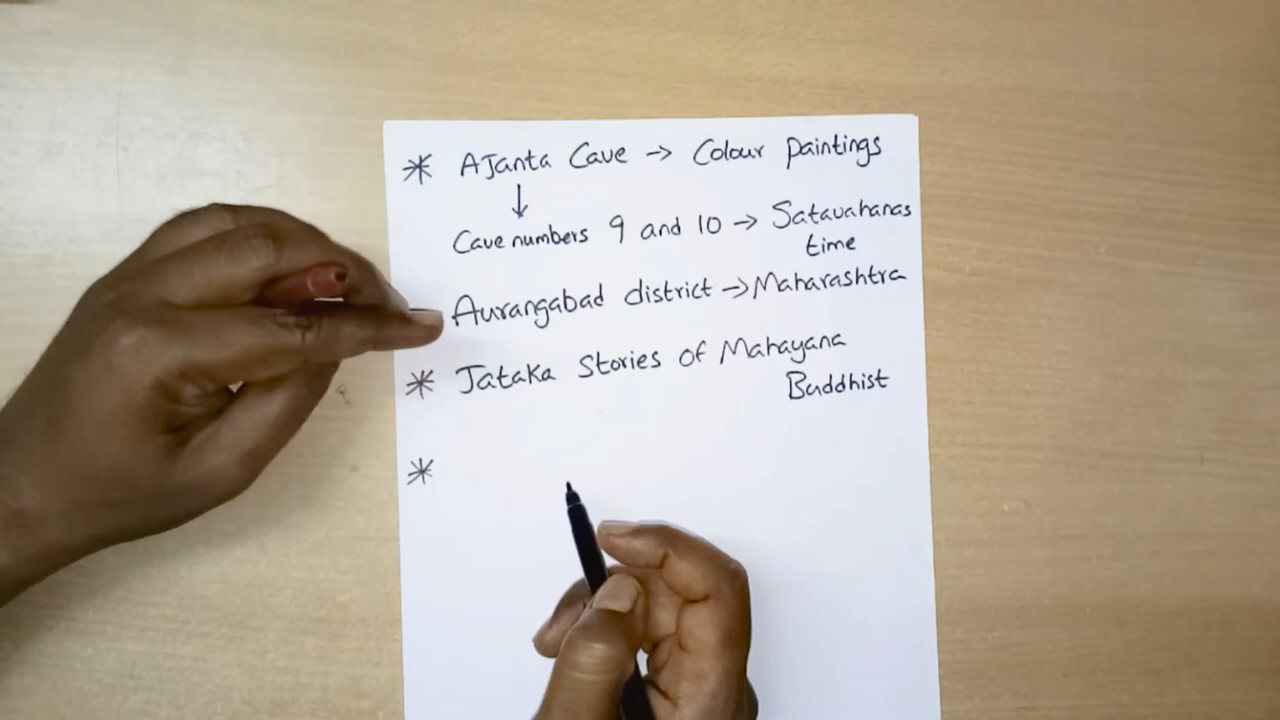 * Ajanta Cave → Colour paintings
↓
Cave numbers 9 and 10 → Satavahanas
time
Aurangabad district → Maharashtra
* Jataka Stories of Mahayana
Buddhist
*